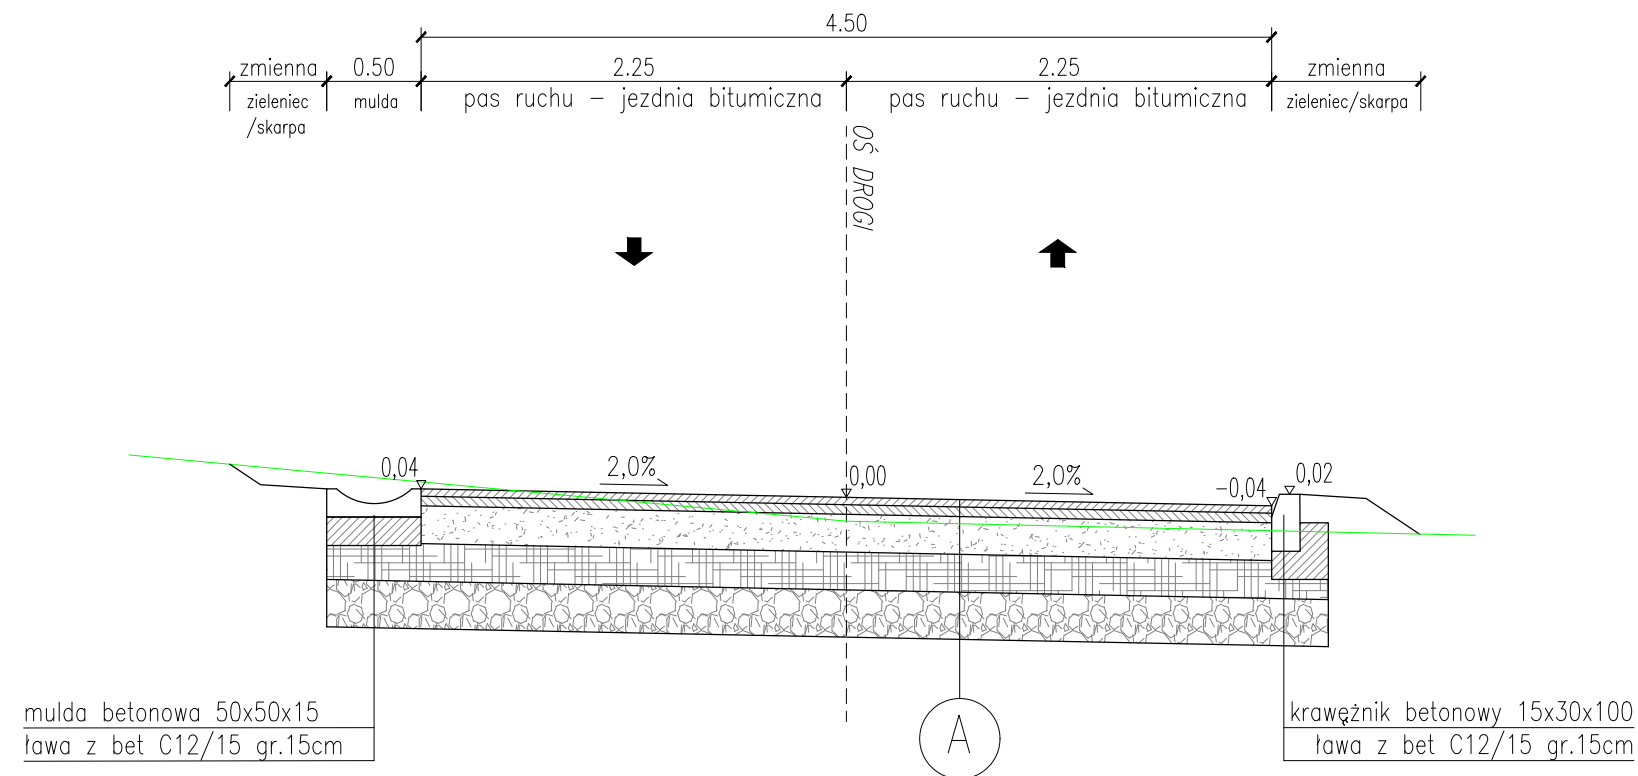 4.50
zmienna 0.50 2.25 2.25 zmienna
zieleniec mulda pas ruchu – jezdnia bitumiczna pas ruchu – jezdnia bitumiczna zieleniec/skarpa
/skarpa
OŚ DROGI
0,04 2,0% 0,00 2,0% -0,04 0,02
mulda betonowa 50x50x15
ława z bet C12/15 gr.15cm
A
krawężnik betonowy 15x30x100
ława z bet C12/15 gr.15cm